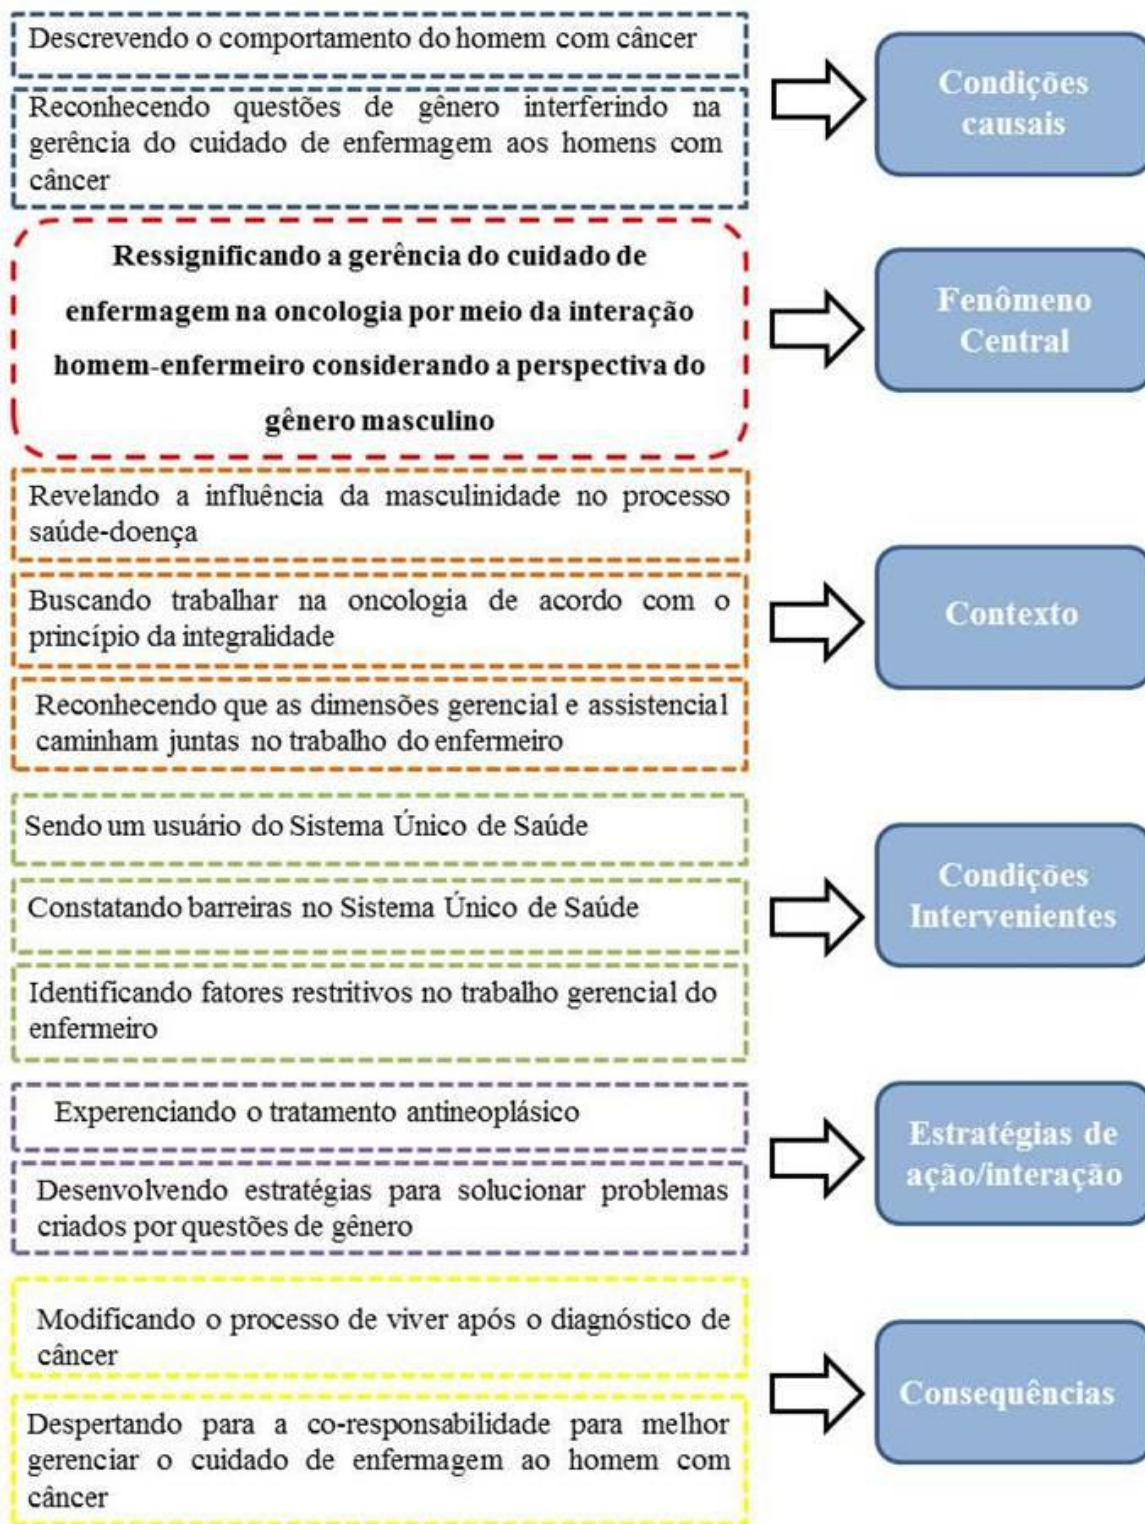 Descrevendo o comportamento do homem com câncer
Reconhecendo questões de gênero interferindo na
gerência do cuidado de enfermagem aos homens com
câncer
Condições
causais
Ressignificando a gerência do cuidado de
enfermagem na oncologia por meio da interação
homem-enfermeiro considerando a perspectiva do
gênero masculino
Fenômeno
Central
Revelando a influência da masculinidade no processo
saúde-doença
Buscando trabalhar na oncologia de acordo com o
princípio da integralidade
Reconhecendo que as dimensões gerencial e assistencial
caminham juntas no trabalho do enfermeiro
Contexto
Sendo um usuário do Sistema Único de Saúde
Constatando barreiras no Sistema Único de Saúde
Identificando fatores restritivos no trabalho gerencial do
enfermeiro
Condições
Intervenientes
Experenciando o tratamento antineoplásico
Desenvolvendo estratégias para solucionar problemas
criados por questões de gênero
Estratégias de
ação/interação
Modificando o processo de viver após o diagnóstico de
câncer
Despertando para a co-responsabilidade para melhor
gerenciar o cuidado de enfermagem ao homem com
câncer
Consequências